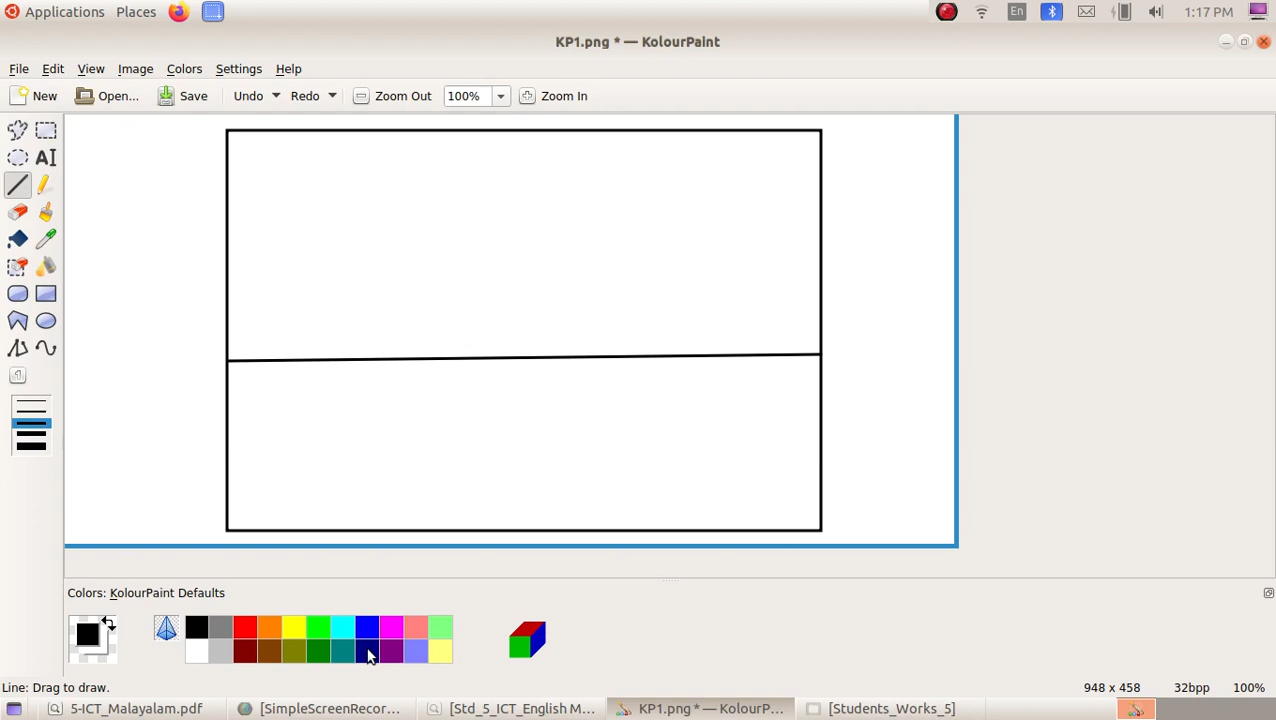 Applications Places En 1:17 PM
KP1.png * — KolourPaint
File Edit View Image Colors Settings Help
New Open... Save Undo Redo Zoom Out 100% Zoom In
A
Colors: KolourPaint Defaults
Line: Drag to draw. 948 x 458 32bpp 100%
5-ICT_Malayalam.pdf [SimpleScreenRecor... [Std_5_ICT_English M... KP1.png * — KolourP... [Students_Works_5]